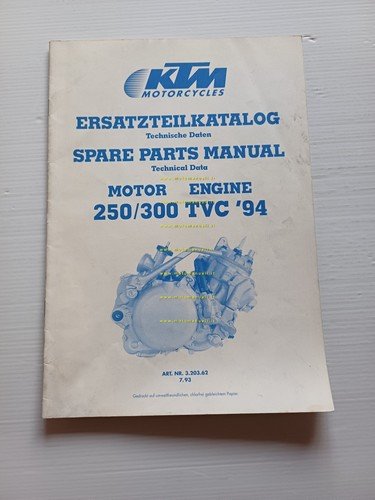 KTM
MOTORCYCLES
ERSATZTEILKATALOG
Technische Daten
SPARE PARTS MANUAL
Technical Data
MOTOR ENGINE
250/300 TVC '94
ART. NR. 3.203.62
7.93
Gedruckt auf umweltfreundlichem, chlorfrei gebleichtem Papier.